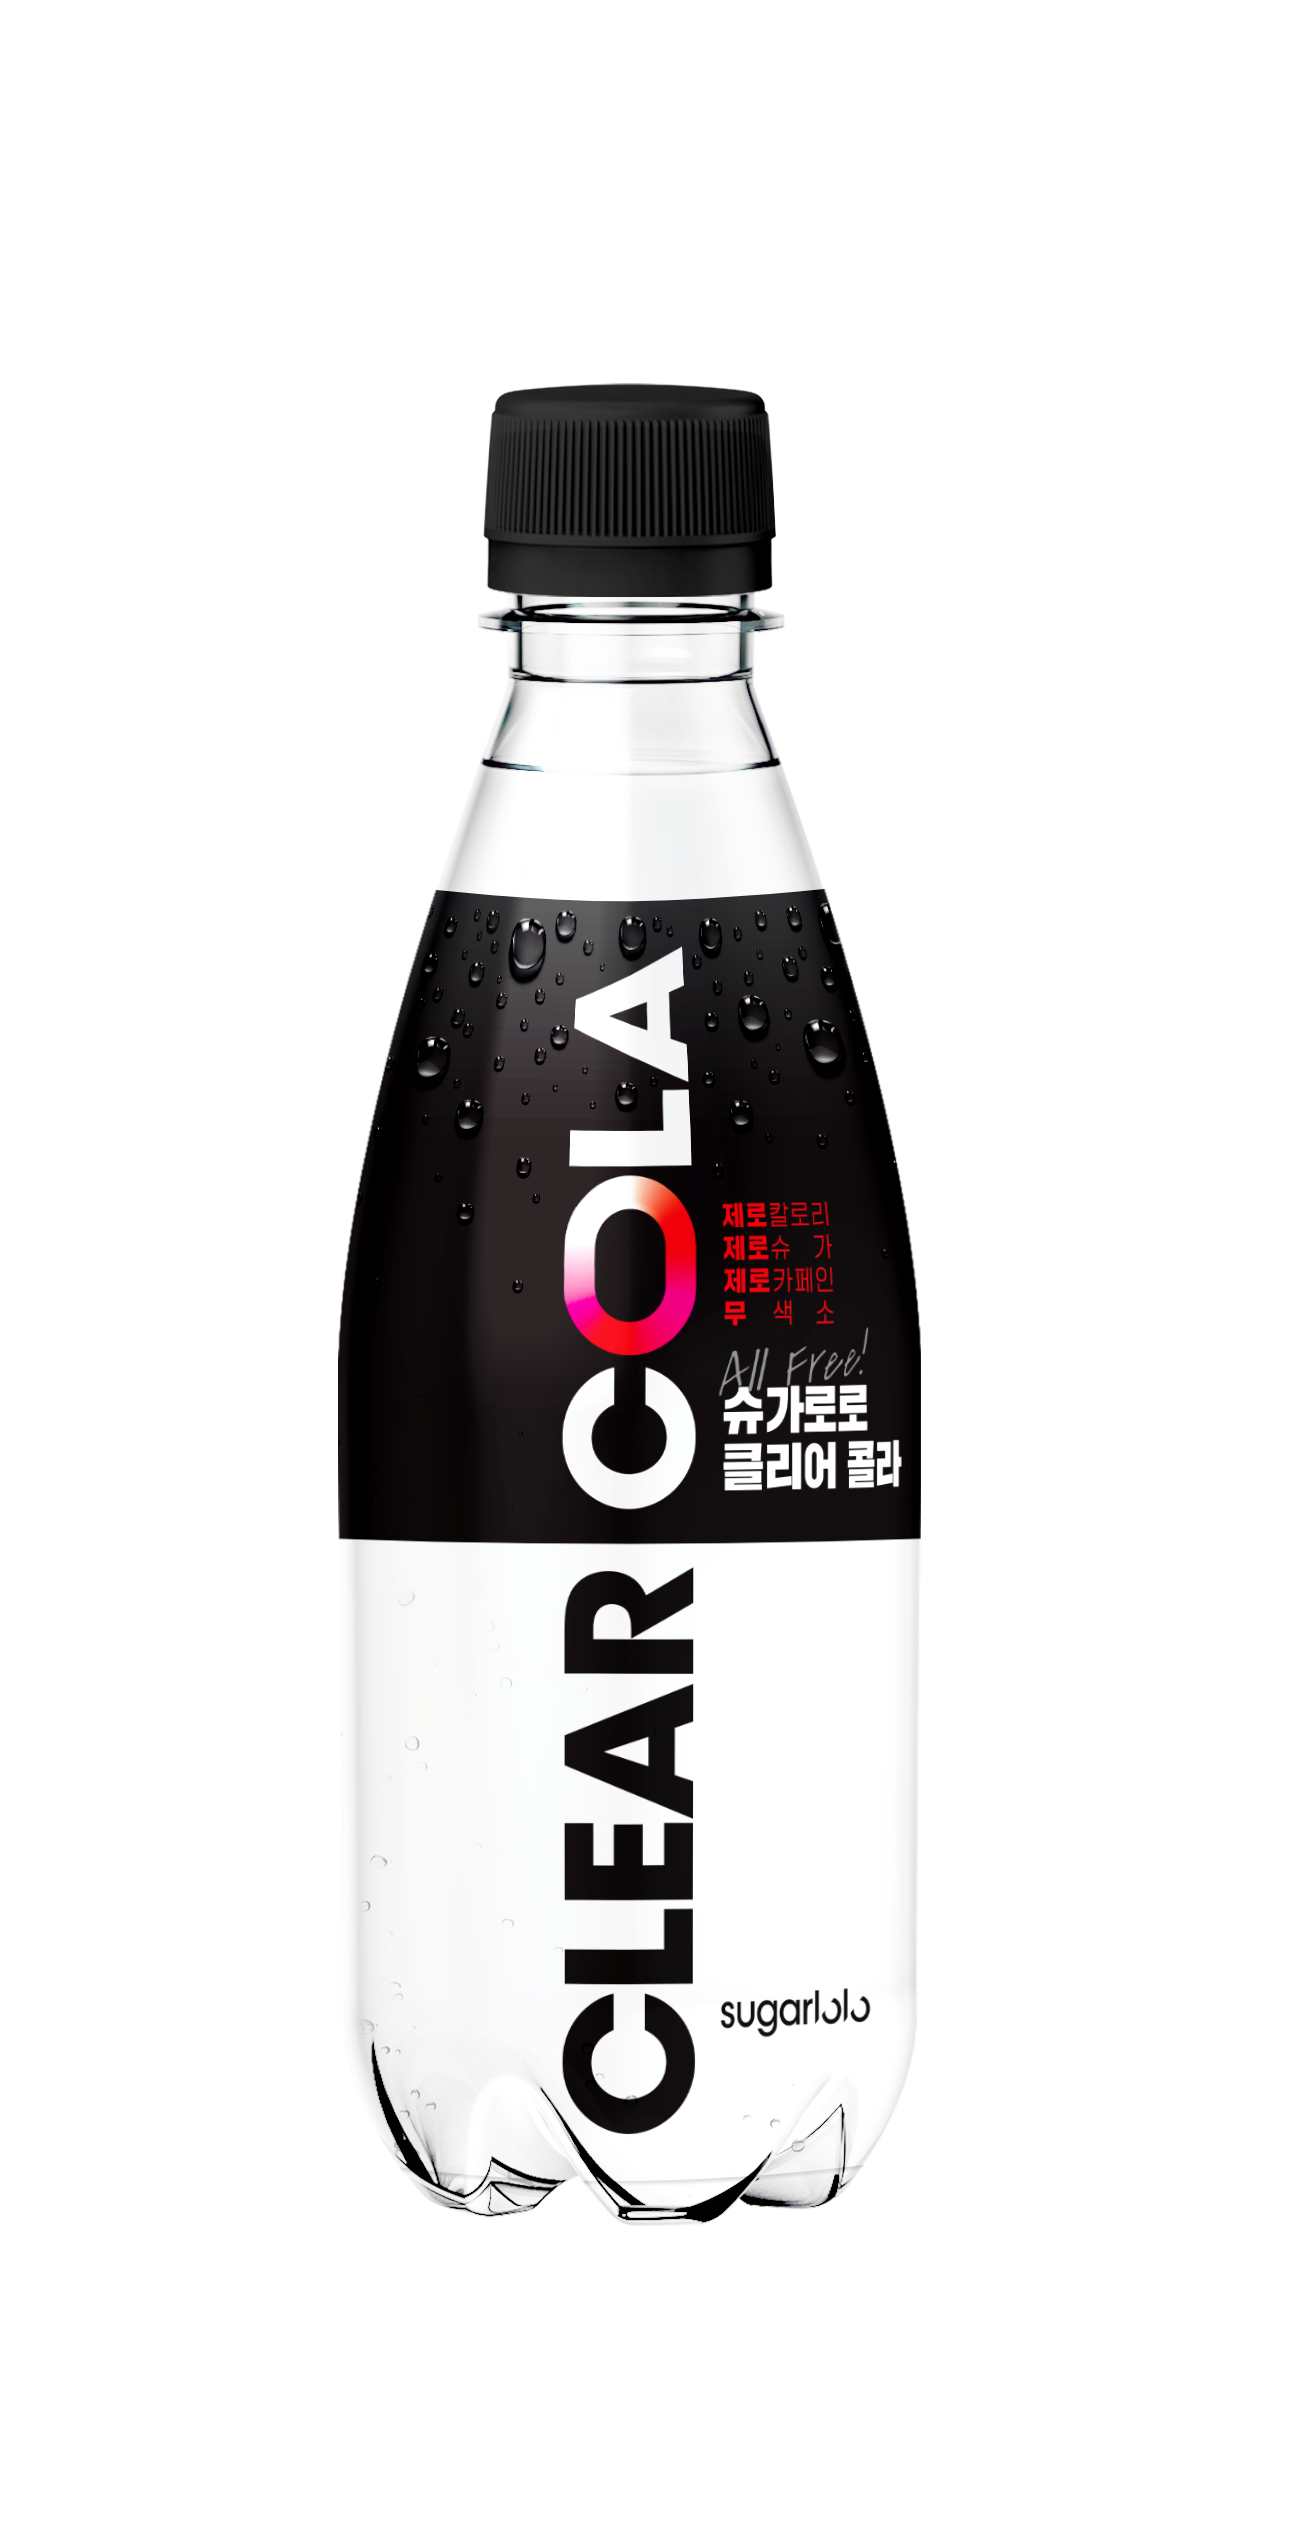 CLEAR COLA
제로칼로리
제로슈 가
제로카페인
무 색 소
All Free!
슈가로로
클리어 콜라
sugarlolo